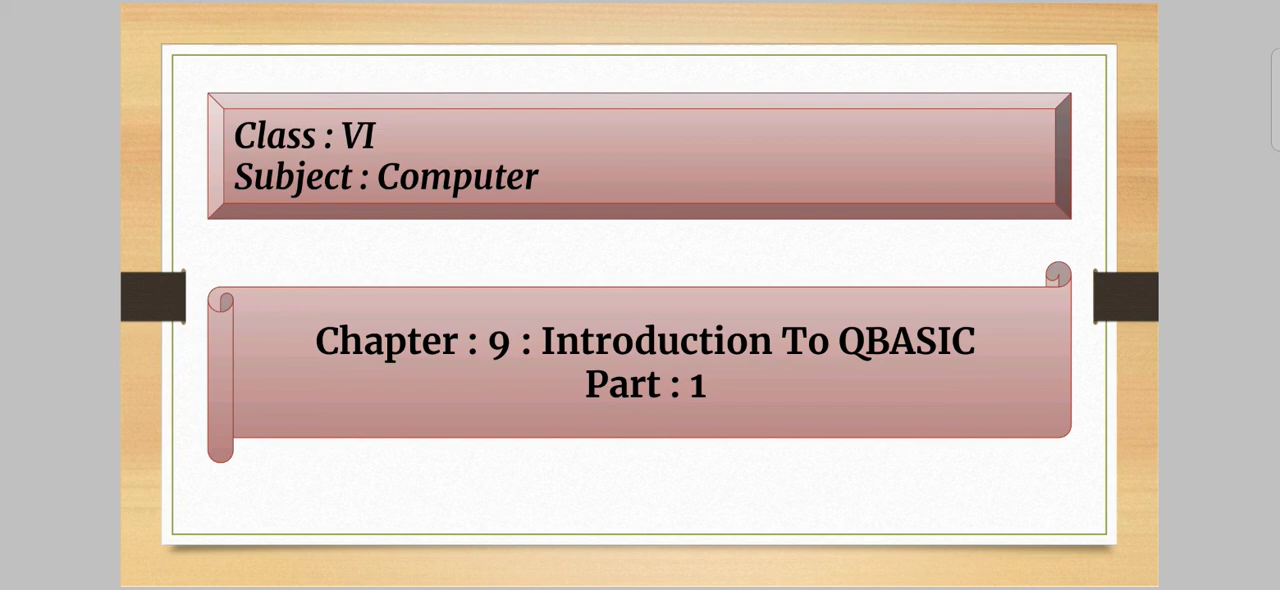 Class : VI
Subject : Computer
Chapter : 9 : Introduction To QBASIC
Part : 1